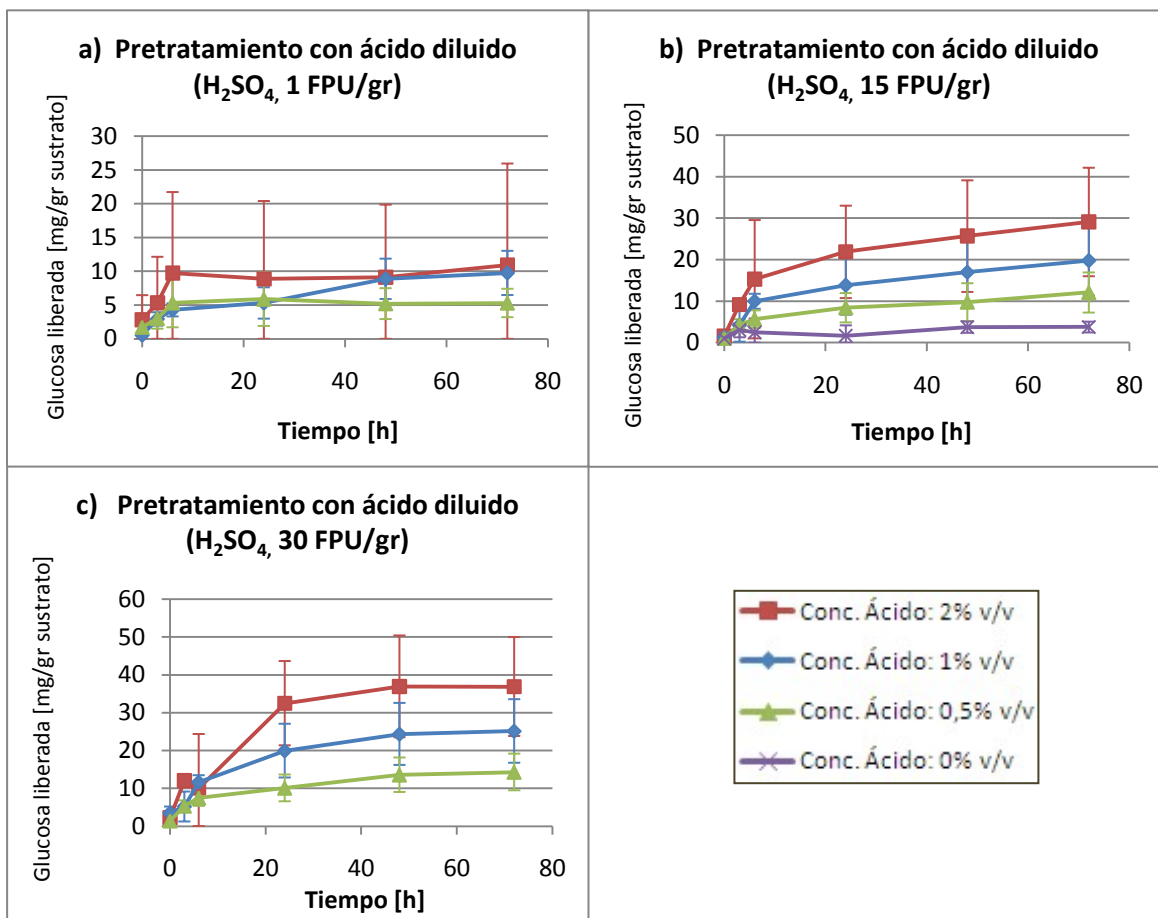 a) Pretratamiento con ácido diluido
(H₂SO₄, 1 FPU/gr)
Glucosa lliberada [mg/gr sustrato]
30
25
20
15
10
5
0
0 20 40 60 80
Tiempo [h]
b) Pretratamiento con ácido diluido
(H₂SO₄, 15 FPU/gr)
Glucosa liberada [mg/gr sustrato]
50
40
30
20
10
0
0 20 40 60 80
Tiempo [h]
c) Pretratamiento con ácido diluido
(H₂SO₄, 30 FPU/gr)
Glucosa liberada [mg/gr sustrato]
60
50
40
30
20
10
0
0 20 40 60 80
Tiempo [h]
Conc. Ácido: 2% v/v
Conc. Ácido: 1% v/v
Conc. Ácido: 0,5% v/v
Conc. Ácido: 0% v/v